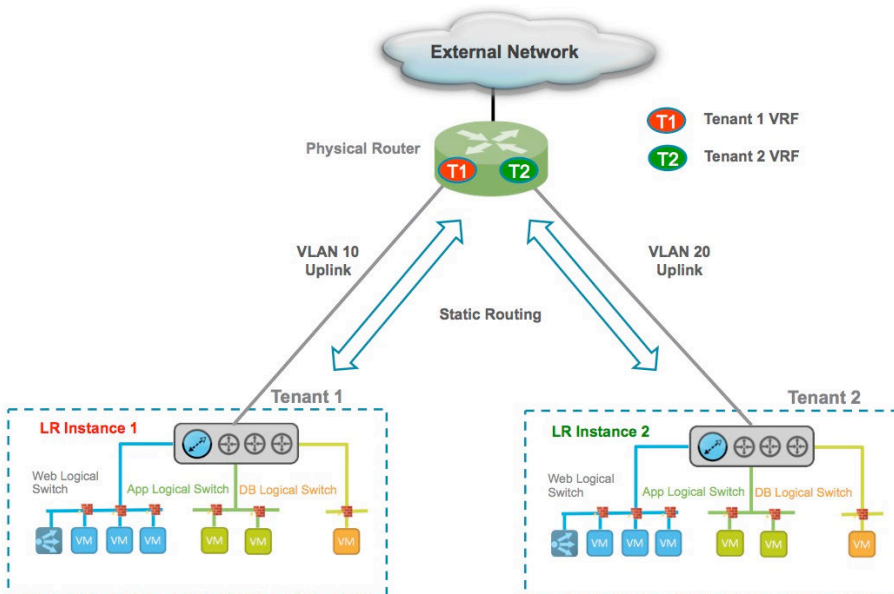 External Network
T1
Tenant 1 VRF
T2
Tenant 2 VRF
Physical Router
T1
T2
VLAN 10
Uplink
VLAN 20
Uplink
Static Routing
Tenant 1
Tenant 2
LR Instance 1
Web Logical
Switch
App Logical Switch
DB Logical Switch
VM
VM
VM
VM
VM
VM
LR Instance 2
Web Logical
Switch
App Logical Switch
DB Logical Switch
VM
VM
VM
VM
VM
VM